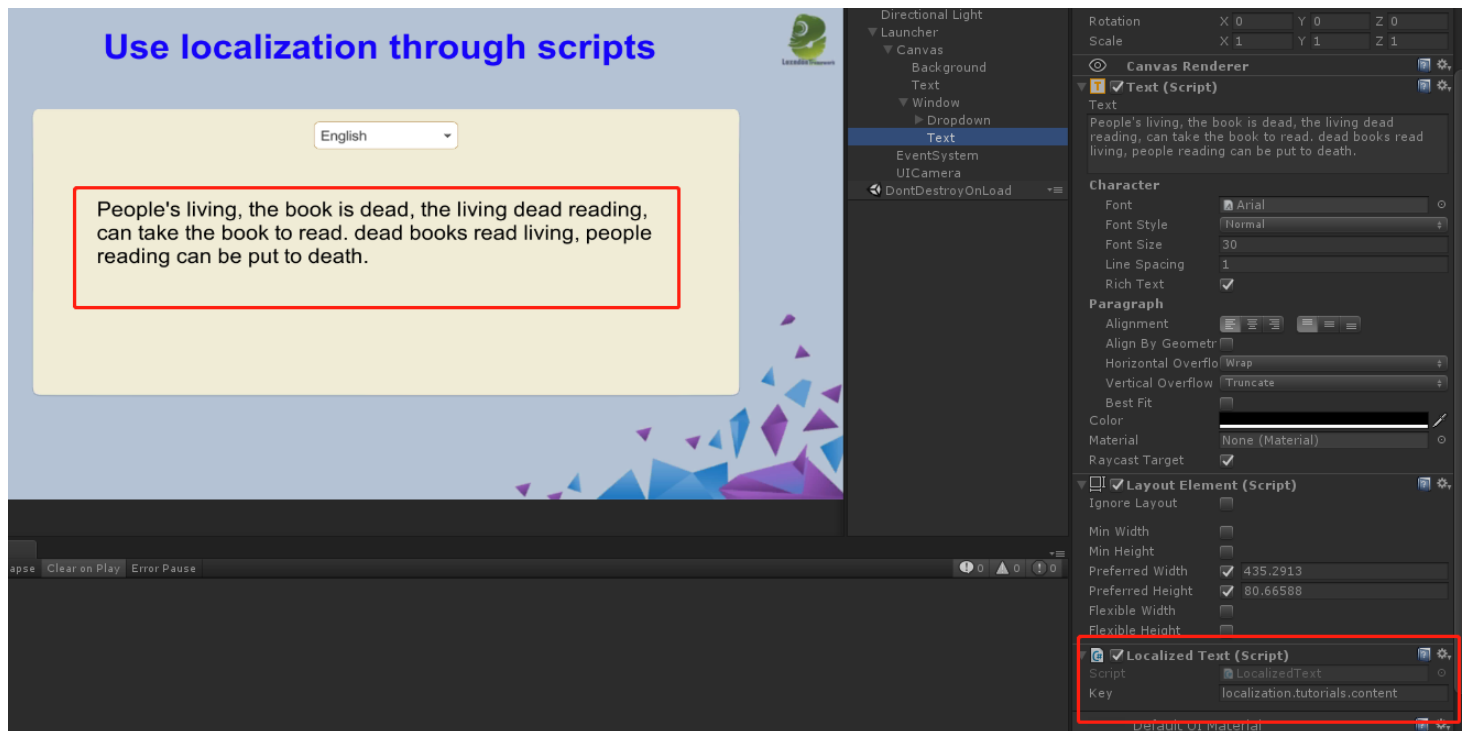 Use localization through scripts
English
People's living, the book is dead, the living dead reading,
can take the book to read. dead books read living, people
reading can be put to death.
apse Clear on Play Error Pause
0 0 0
Directional Light
Launcher
Canvas
Background
Text
Window
Dropdown
Text
EventSystem
UICamera
DontDestroyOnLoad
Rotation X 0 Y 0 Z 0
Scale X 1 Y 1 Z 1
Canvas Renderer
Text (Script)
Text
People's living, the book is dead, the living dead
reading, can take the book to read. dead books read
living, people reading can be put to death.
Character
Font Arial
Font Style Normal
Font Size 30
Line Spacing 1
Rich Text
Paragraph
Alignment
Align By Geometr
Horizontal Overflo Wrap
Vertical Overflow Truncate
Best Fit
Color
Material None (Material)
Raycast Target
Layout Element (Script)
Ignore Layout
Min Width
Min Height
Preferred Width 435.2913
Preferred Height 80.66588
Flexible Width
Flexible Height
Localized Text (Script)
Script LocalizedText
Key localization.tutorials.content
Default UI Material